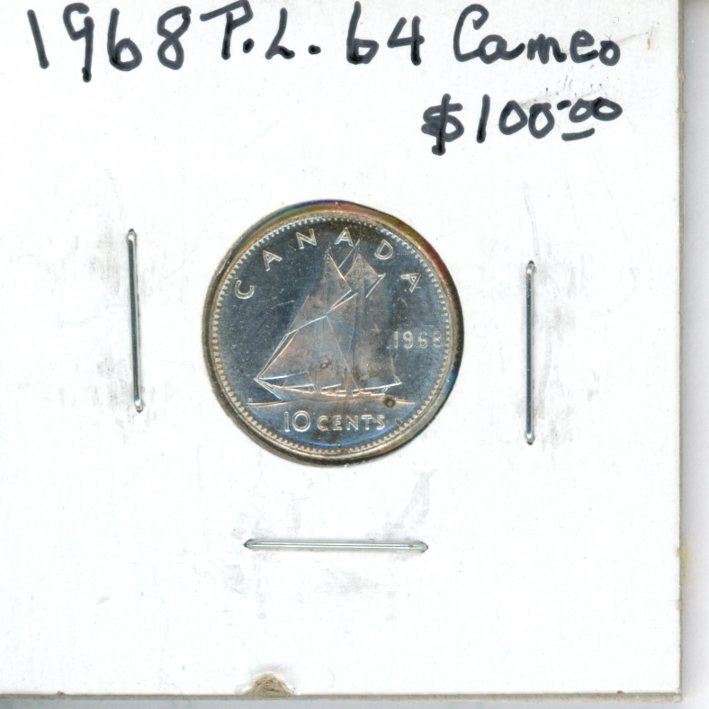 1968 P.L. 64 Cameo
$100.00
CANADA
1968
10 CENTS